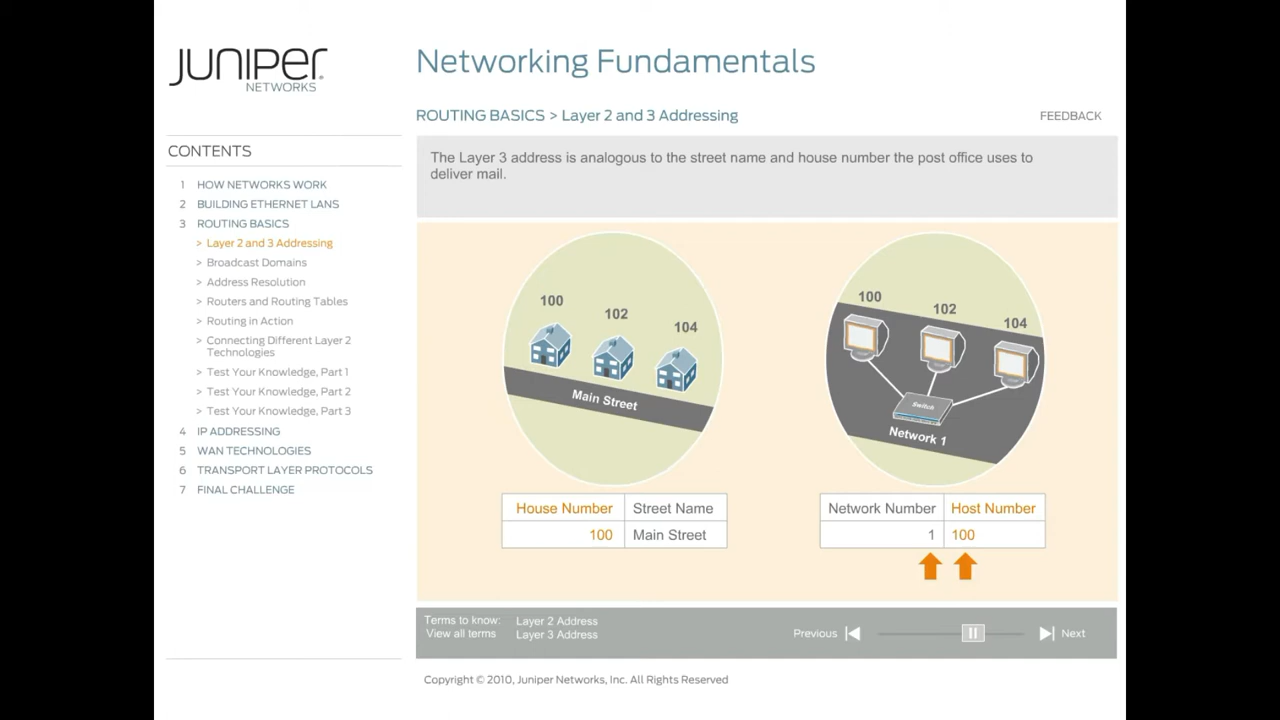 JUNIPER
NETWORKS
Networking Fundamentals
ROUTING BASICS > Layer 2 and 3 Addressing
FEEDBACK
CONTENTS
1 HOW NETWORKS WORK
2 BUILDING ETHERNET LANS
3 ROUTING BASICS
> Layer 2 and 3 Addressing
> Broadcast Domains
> Address Resolution
> Routers and Routing Tables
> Routing in Action
> Connecting Different Layer 2
Technologies
> Test Your Knowledge, Part 1
> Test Your Knowledge, Part 2
> Test Your Knowledge, Part 3
4 IP ADDRESSING
5 WAN TECHNOLOGIES
6 TRANSPORT LAYER PROTOCOLS
7 FINAL CHALLENGE
The Layer 3 address is analogous to the street name and house number the post office uses to
deliver mail.
100
102
104
Main Street
100
102
104
Switch
Network 1
House Number Street Name
100 Main Street
Network Number Host Number
1 100
Terms to know: Layer 2 Address
View all terms Layer 3 Address
Previous
Next
Copyright © 2010, Juniper Networks, Inc. All Rights Reserved